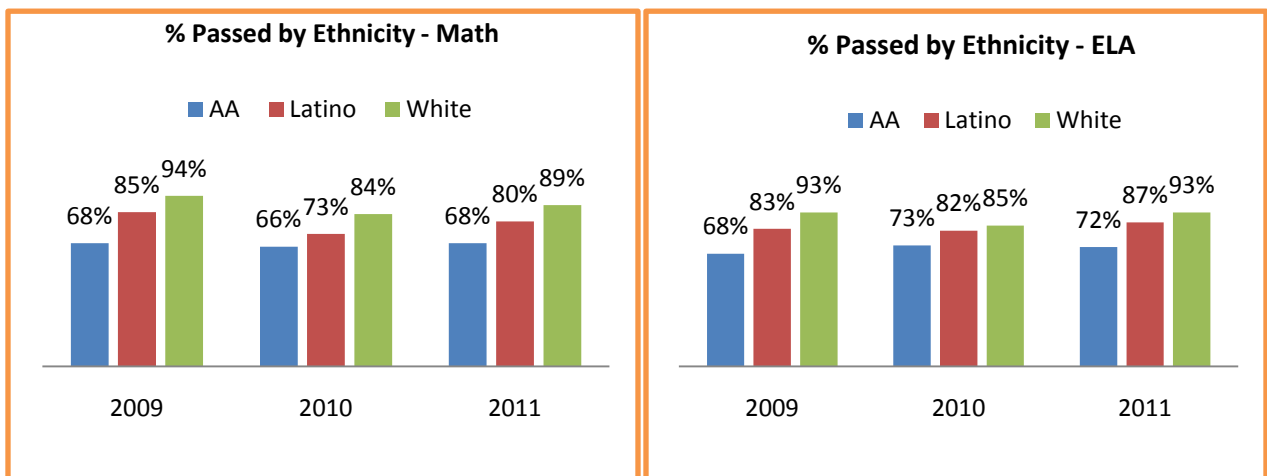 % Passed by Ethnicity - Math
AA Latino White
68% 85% 94% 66% 73% 84% 68% 80% 89%
2009 2010 2011
% Passed by Ethnicity - ELA
AA Latino White
68% 83% 93% 73% 82% 85% 72% 87% 93%
2009 2010 2011